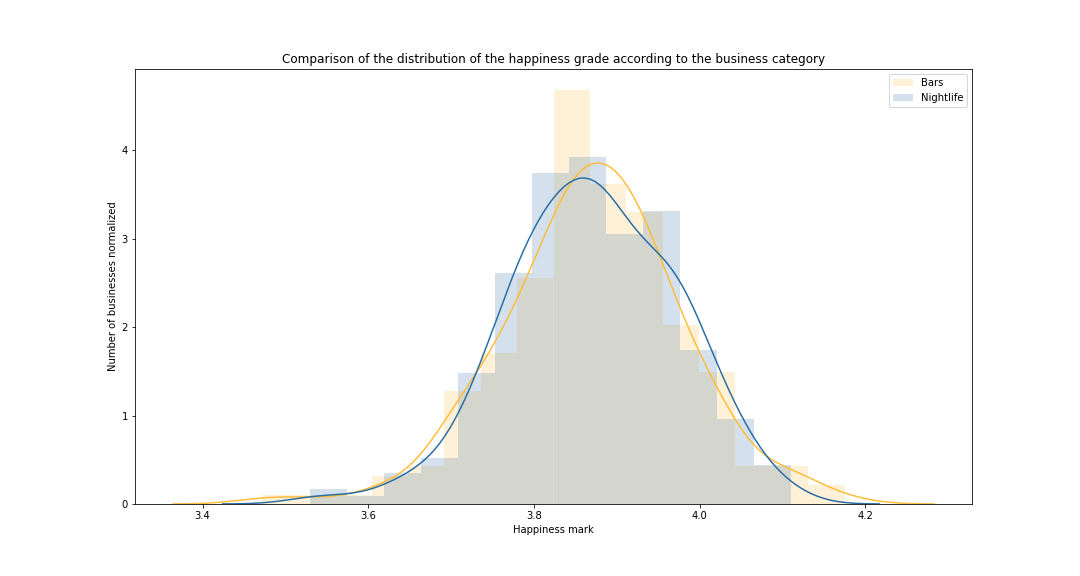 Comparison of the distribution of the happiness grade according to the business category
Bars
Nightlife
Number of businesses normalized
4
3
2
1
0
3.4 3.6 3.8 4.0 4.2
Happiness mark